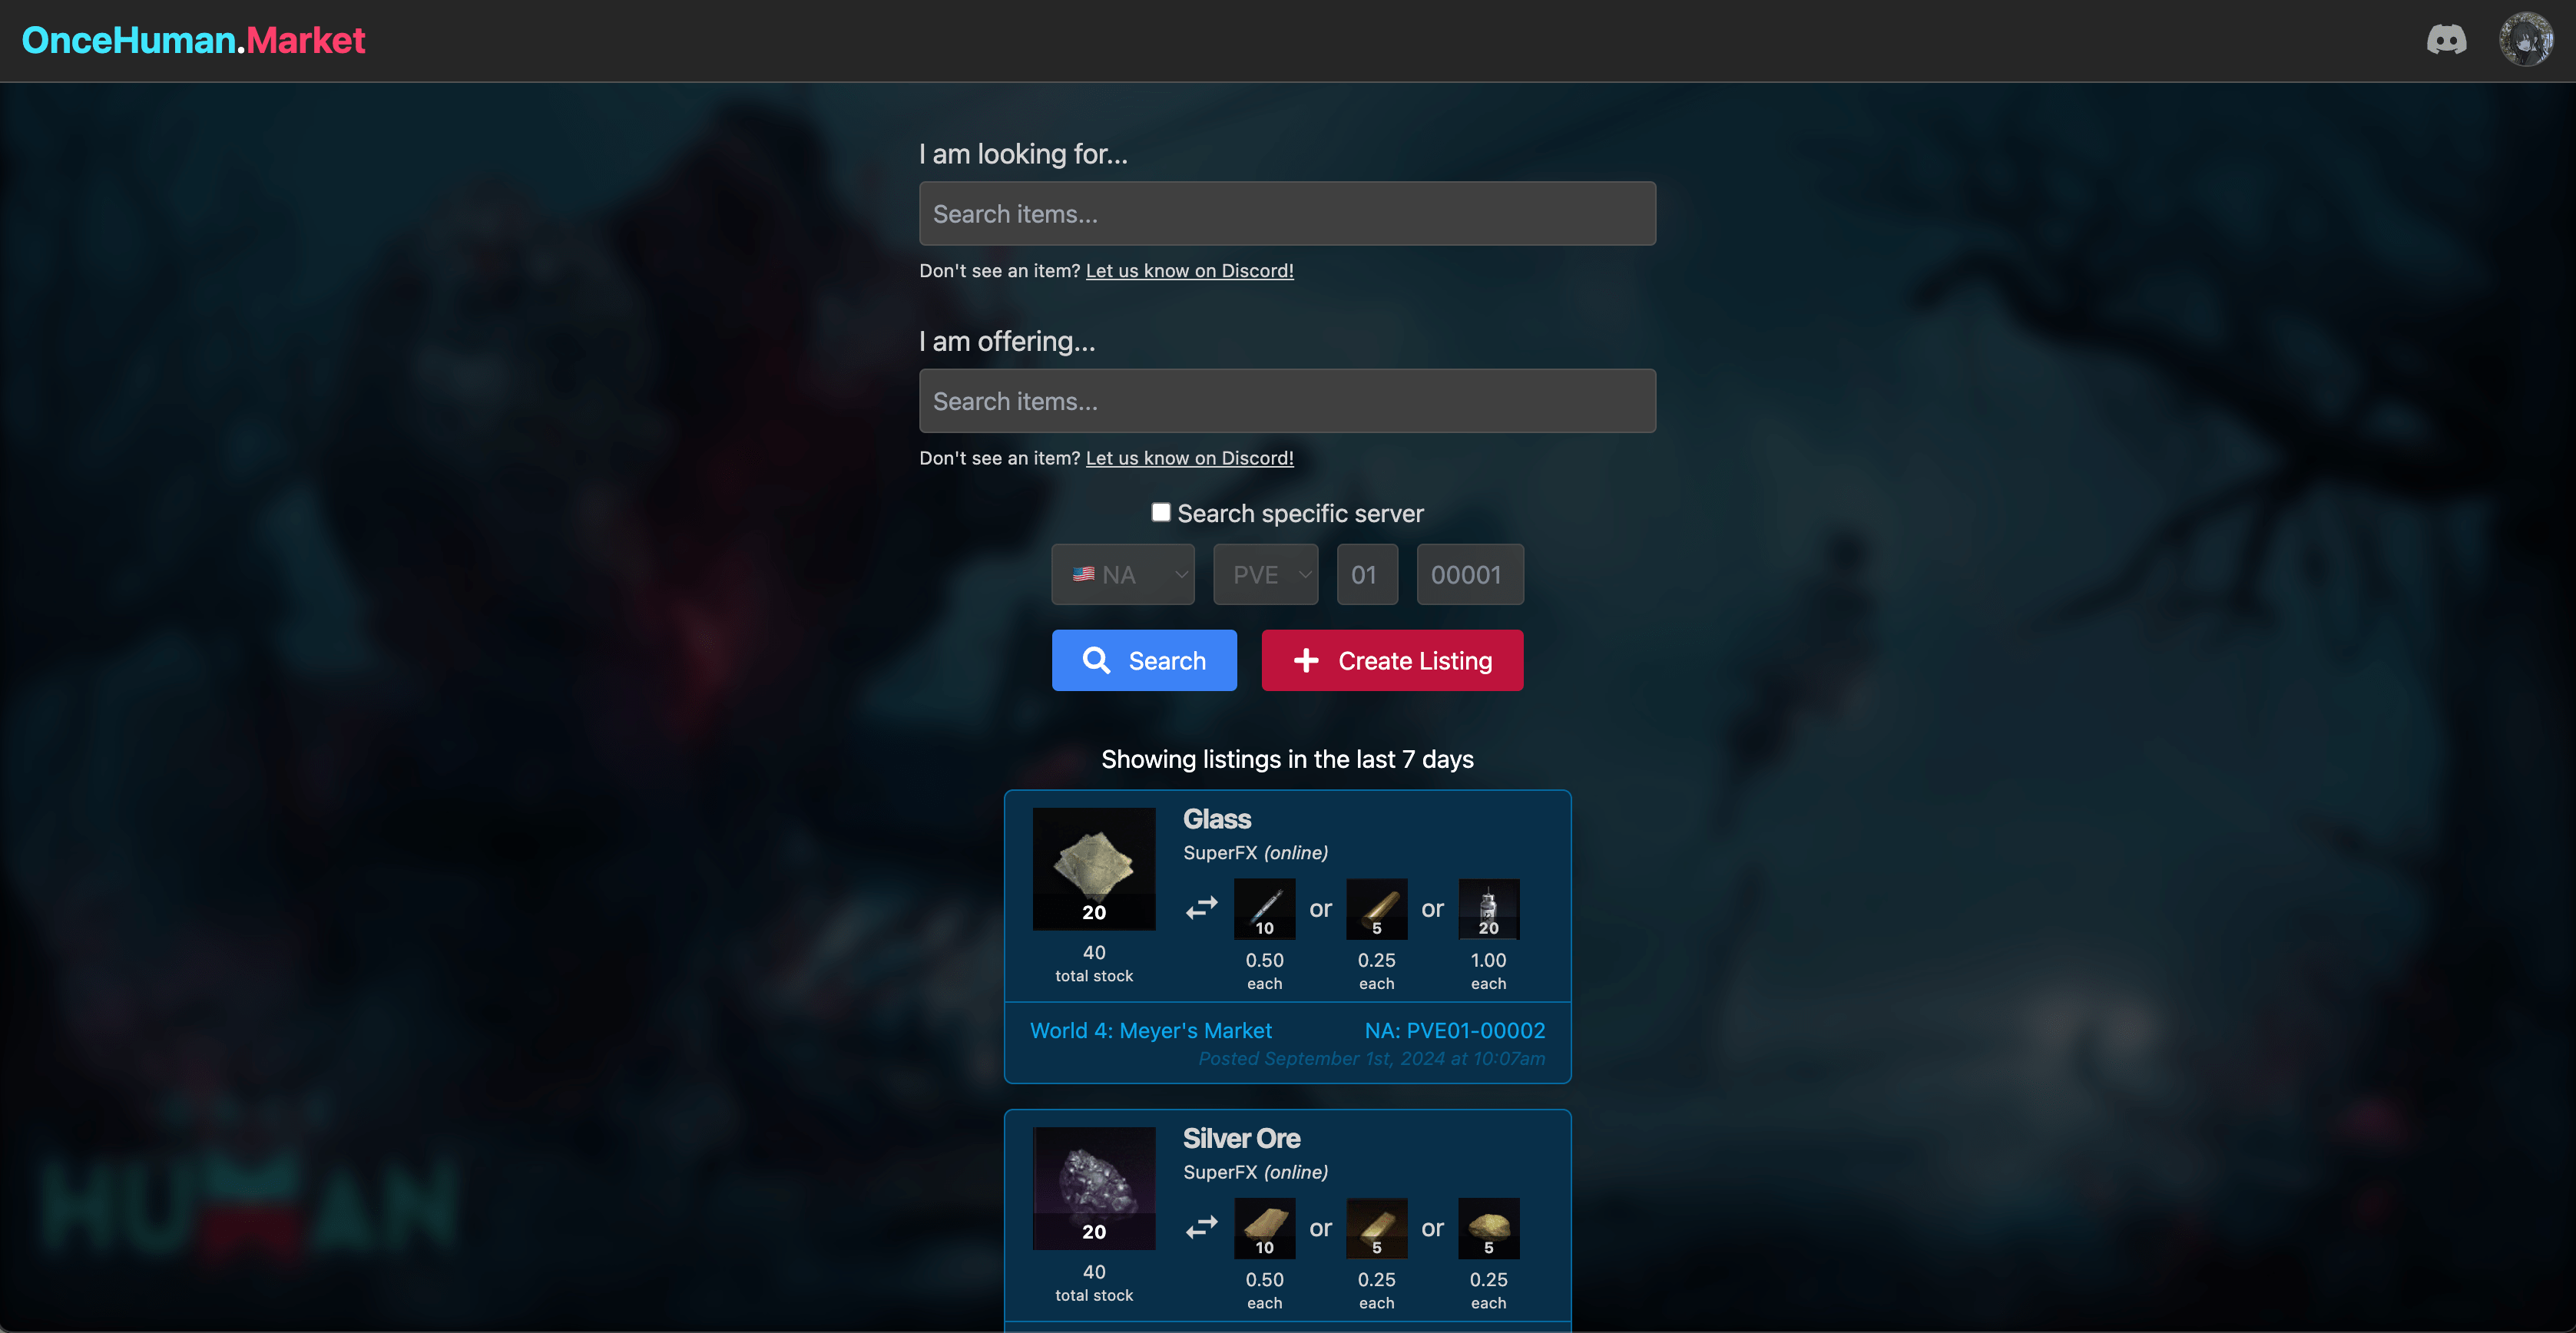 OnceHuman.Market
I am looking for...
Search items...
Don't see an item? Let us know on Discord!
I am offering...
Search items...
Don't see an item? Let us know on Discord!
Search specific server
NA PVE 01 00001
Search Create Listing
Showing listings in the last 7 days
Glass
SuperFX (online)
20
10 or 5 or 20
40 0.50 0.25 1.00
total stock each each each
World 4: Meyer's Market NA: PVE01-00002
Posted September 1st, 2024 at 10:07am
Silver Ore
SuperFX (online)
20
10 or 5 or 5
40 0.50 0.25 0.25
total stock each each each
HUMAN